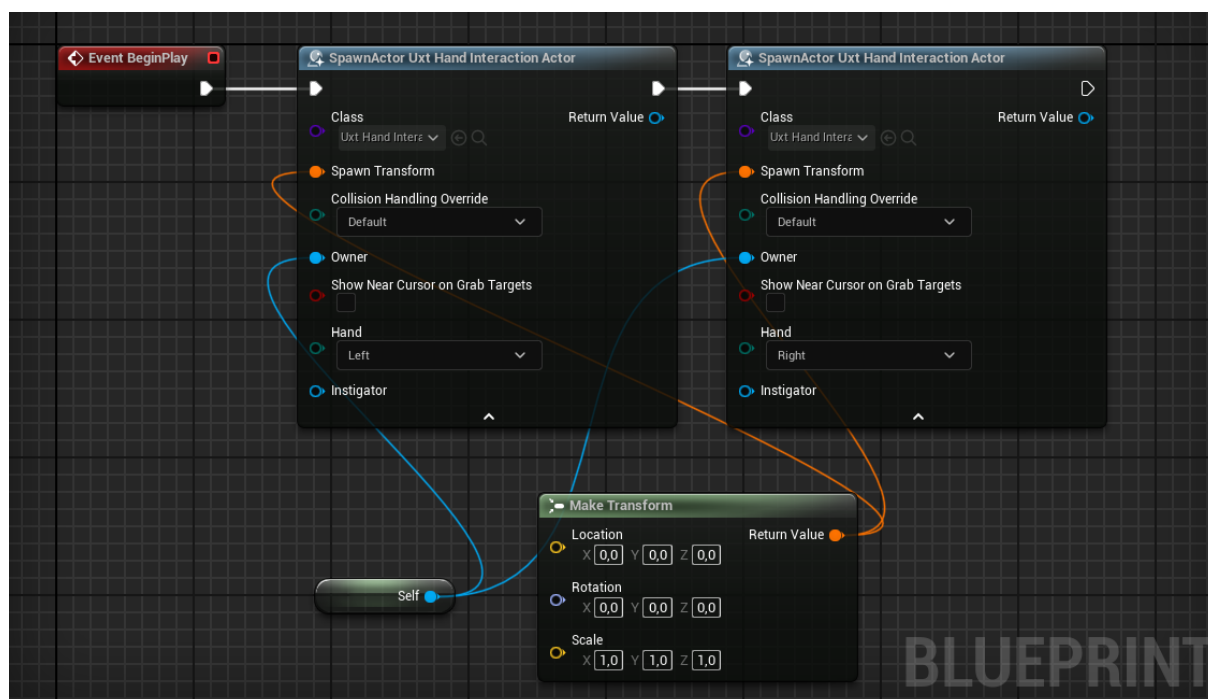 Event BeginPlay
SpawnActor Uxt Hand Interaction Actor
Class
Return Value
Uxt Hand Intera
Spawn Transform
Collision Handling Override
Default
Owner
Show Near Cursor on Grab Targets
Hand
Left
Instigator
SpawnActor Uxt Hand Interaction Actor
Class
Return Value
Uxt Hand Intera
Spawn Transform
Collision Handling Override
Default
Owner
Show Near Cursor on Grab Targets
Hand
Right
Instigator
Self
Make Transform
Location
Return Value
X 0,0 Y 0,0 Z 0,0
Rotation
X 0,0 Y 0,0 Z 0,0
Scale
X 1,0 Y 1,0 Z 1,0
BLUEPRINT